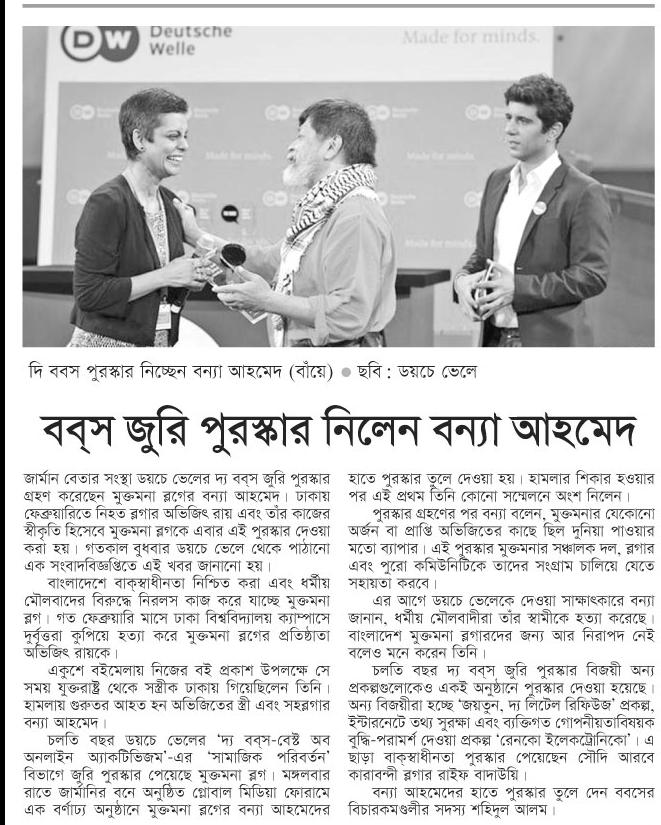 DW
Deutsche
Welle
Made for minds.
দি ববস পুরস্কার নিচ্ছেন বন্যা আহমেদ (বাঁয়ে) ● ছবি : ডয়চে ভেলে
বব্‌স জুরি পুরস্কার নিলেন বন্যা আহমেদ
জার্মান বেতার সংস্থা ডয়চে ভেলের দ্য বব্‌স জুরি পুরস্কার
গ্রহণ করেছেন মুক্তমনা ব্লগের বন্যা আহমেদ। ঢাকায়
ফেব্রুয়ারিতে নিহত ব্লগার অভিজিৎ রায় এবং তাঁর কাজের
স্বীকৃতি হিসেবে মুক্তমনা ব্লগকে এবার এই পুরস্কার দেওয়া
করা হয়। গতকাল বুধবার ডয়চে ভেলে থেকে পাঠানো
এক সংবাদবিজ্ঞপ্তিতে এই খবর জানানো হয়।
বাংলাদেশে বাক্‌স্বাধীনতা নিশ্চিত করা এবং ধর্মীয়
মৌলবাদের বিরুদ্ধে নিরলস কাজ করে যাচ্ছে মুক্তমনা
ব্লগ। গত ফেব্রুয়ারি মাসে ঢাকা বিশ্ববিদ্যালয় ক্যাম্পাসে
দুর্বৃত্তরা কুপিয়ে হত্যা করে মুক্তমনা ব্লগের প্রতিষ্ঠাতা
অভিজিৎ রায়কে।
একুশে বইমেলায় নিজের বই প্রকাশ উপলক্ষে সে
সময় যুক্তরাষ্ট্র থেকে সস্ত্রীক ঢাকায় গিয়েছিলেন তিনি।
হামলায় গুরুতর আহত হন অভিজিতের স্ত্রী এবং সহব্লগার
বন্যা আহমেদ।
চলতি বছর ডয়চে ভেলের ‘দ্য বব্‌স-বেস্ট অব
অনলাইন অ্যাকটিভিজম’-এর ‘সামাজিক পরিবর্তন’
বিভাগে জুরি পুরস্কার পেয়েছে মুক্তমনা ব্লগ। মঙ্গলবার
রাতে জার্মানির বনে অনুষ্ঠিত গ্লোবাল মিডিয়া ফোরামে
এক বর্ণাঢ্য অনুষ্ঠানে মুক্তমনা ব্লগের বন্যা আহমেদের
হাতে পুরস্কার তুলে দেওয়া হয়। হামলার শিকার হওয়ার
পর এই প্রথম তিনি কোনো সম্মেলনে অংশ নিলেন।
পুরস্কার গ্রহণের পর বন্যা বলেন, মুক্তমনার যেকোনো
অর্জন বা প্রাপ্তি অভিজিতের কাছে ছিল দুনিয়া পাওয়ার
মতো ব্যাপার। এই পুরস্কার মুক্তমনার সঞ্চালক দল, ব্লগার
এবং পুরো কমিউনিটিকে তাদের সংগ্রাম চালিয়ে যেতে
সহায়তা করবে।
এর আগে ডয়চে ভেলেকে দেওয়া সাক্ষাৎকারে বন্যা
জানান, ধর্মীয় মৌলবাদীরা তাঁর স্বামীকে হত্যা করেছে।
বাংলাদেশ মুক্তমনা ব্লগারদের জন্য আর নিরাপদ নেই
বলেও মনে করেন তিনি।
চলতি বছর দ্য বব্‌স জুরি পুরস্কার বিজয়ী অন্য
প্রকল্পগুলোকেও একই অনুষ্ঠানে পুরস্কার দেওয়া হয়েছে।
অন্য বিজয়ীরা হচ্ছে ‘জয়তুন, দ্য লিটেল রিফিউজ’ প্রকল্প,
ইন্টারনেটে তথ্য সুরক্ষা এবং ব্যক্তিগত গোপনীয়তাবিষয়ক
বুদ্ধি-পরামর্শ দেওয়া প্রকল্প ‘রেনকো ইলেকট্রোনিকো’। এ
ছাড়া বাক্‌স্বাধীনতা পুরস্কার পেয়েছেন সৌদি আরবে
কারাবন্দী ব্লগার রাইফ বাদাউয়ি।
বন্যা আহমেদের হাতে পুরস্কার তুলে দেন ববসের
বিচারকমণ্ডলীর সদস্য শহিদুল আলম।